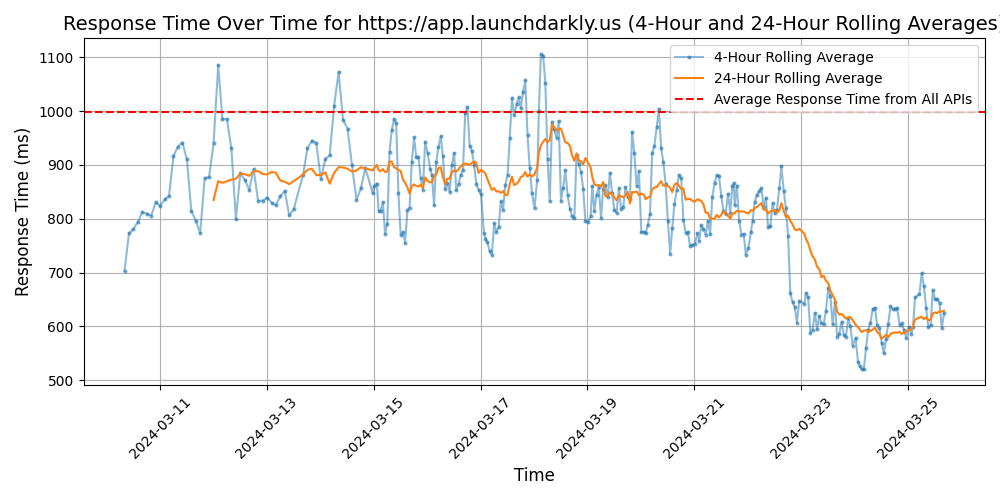 Response Time Over Time for https://app.launchdarkly.us (4-Hour and 24-Hour Rolling Averages)
4-Hour Rolling Average
24-Hour Rolling Average
Average Response Time from All APIs
Response Time (ms)
1100
1000
900
800
700
600
500
2024-03-11
2024-03-13
2024-03-15
2024-03-17
2024-03-19
2024-03-21
2024-03-23
2024-03-25
Time